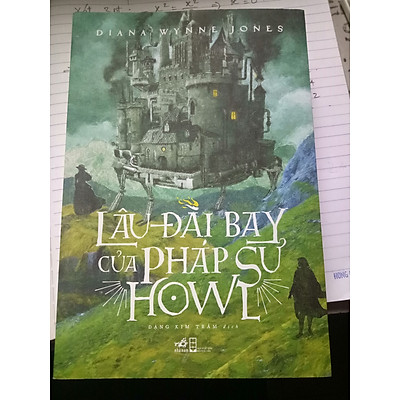 DIANA WYNNE JONES
LÂU ĐÀI BAY
CỦA PHÁP SƯ
HOWL
ĐẶNG KIM TRÂM dịch